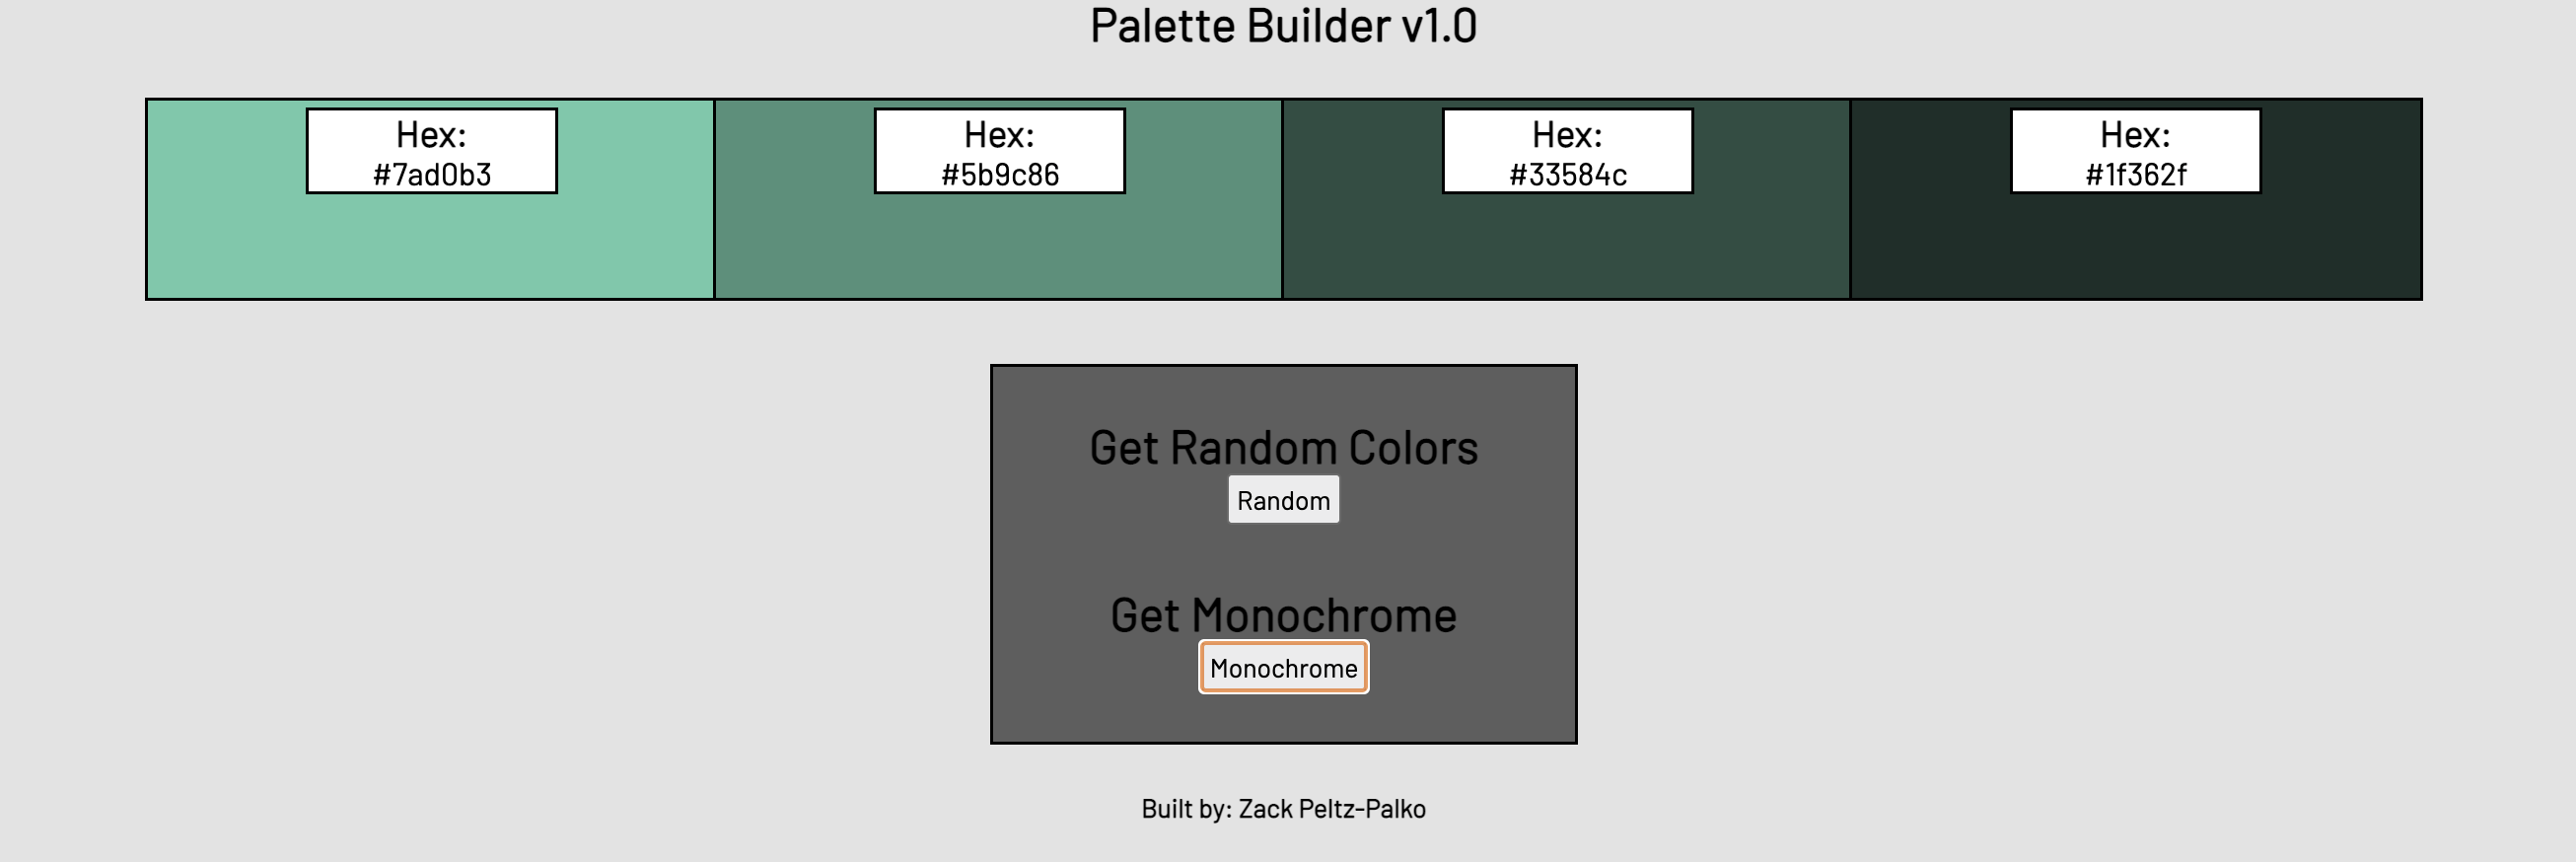 Palette Builder v1.0
Hex:
#7ad0b3
Hex:
#5b9c86
Hex:
#33584c
Hex:
#1f362f
Get Random Colors
Random
Get Monochrome
Monochrome
Built by: Zack Peltz-Palko